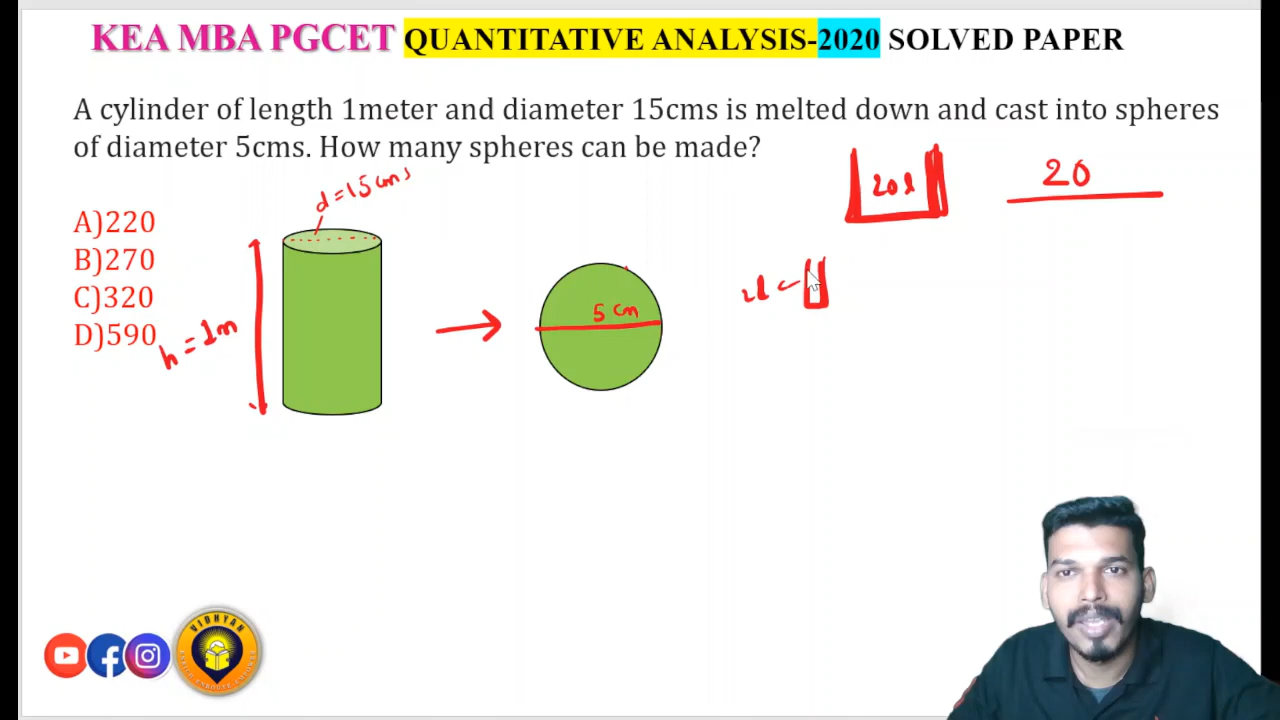 KEA MBA PGCET QUANTITATIVE ANALYSIS-2020 SOLVED PAPER
A cylinder of length 1meter and diameter 15cms is melted down and cast into spheres
of diameter 5cms. How many spheres can be made?
A)220
B)270
C)320
D)590
d=15cms
h=1m
5 cm
20l
20
VIDHYAN